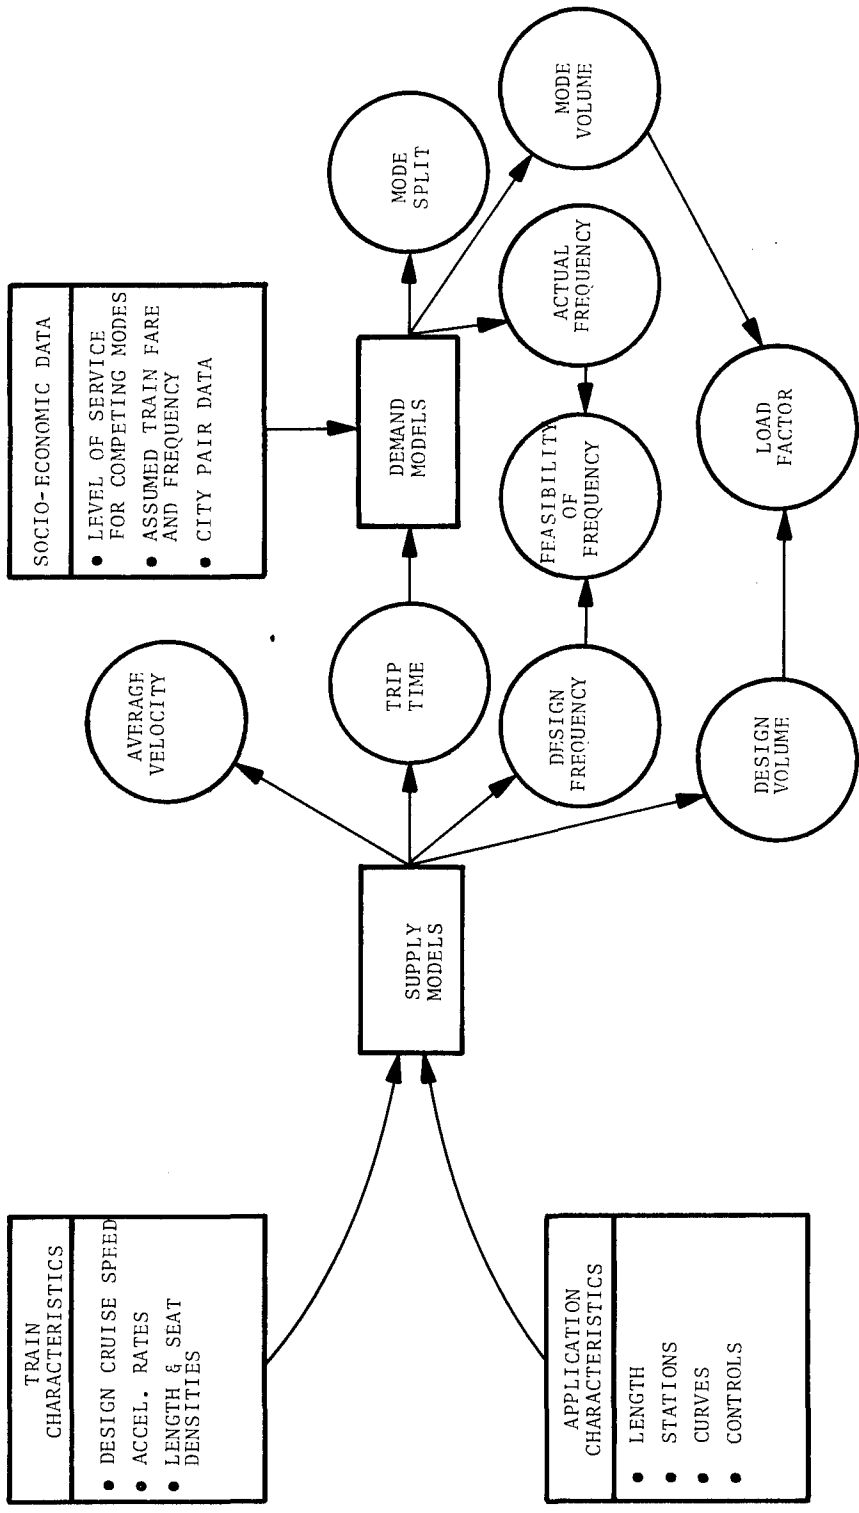 TRAIN
CHARACTERISTICS
● DESIGN CRUISE SPEED
● ACCEL. RATES
● LENGTH & SEAT
DENSITIES
APPLICATION
CHARACTERISTICS
● LENGTH
● STATIONS
● CURVES
● CONTROLS
SUPPLY
MODELS
AVERAGE
VELOCITY
TRIP
TIME
DESIGN
FREQUENCY
DESIGN
VOLUME
SOCIO-ECONOMIC DATA
● LEVEL OF SERVICE
FOR COMPETING MODES
● ASSUMED TRAIN FARE
AND FREQUENCY
● CITY PAIR DATA
DEMAND
MODELS
FEASIBILITY
OF
FREQUENCY
LOAD
FACTOR
MODE
SPLIT
ACTUAL
FREQUENCY
MODE
VOLUME